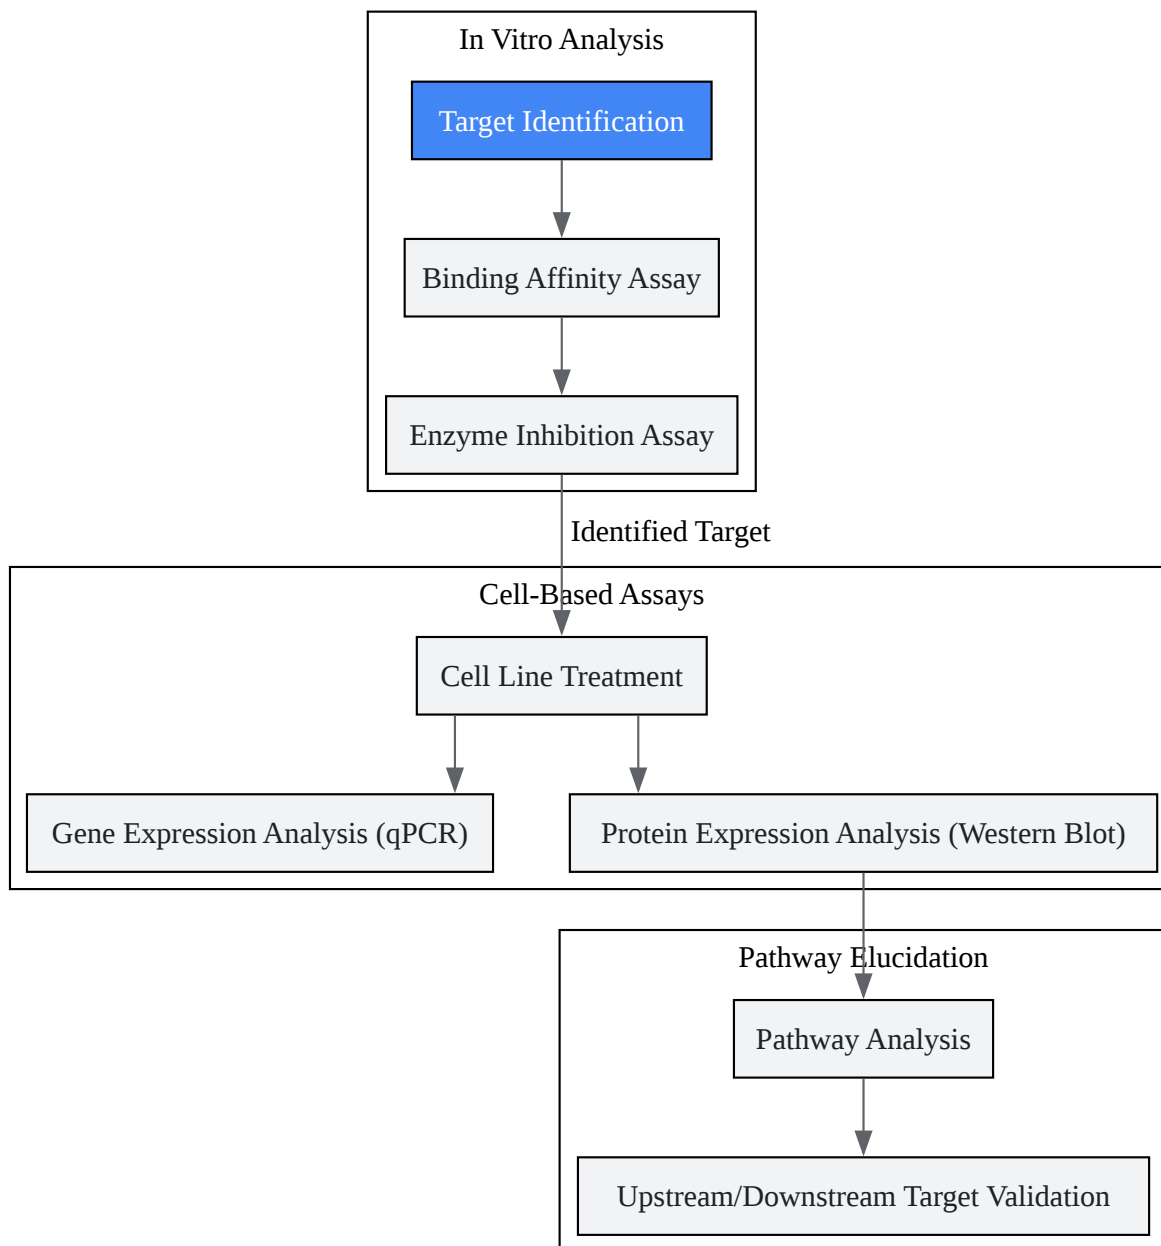 In Vitro Analysis
Target Identification
Binding Affinity Assay
Enzyme Inhibition Assay
Identified Target
Cell-Based Assays
Cell Line Treatment
Gene Expression Analysis (qPCR)
Protein Expression Analysis (Western Blot)
Pathway Elucidation
Pathway Analysis
Upstream/Downstream Target Validation